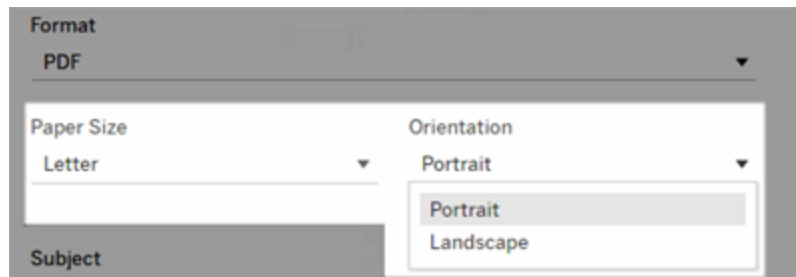 Format
PDF
Paper Size
Letter
Orientation
Portrait
Portrait
Landscape
Subject